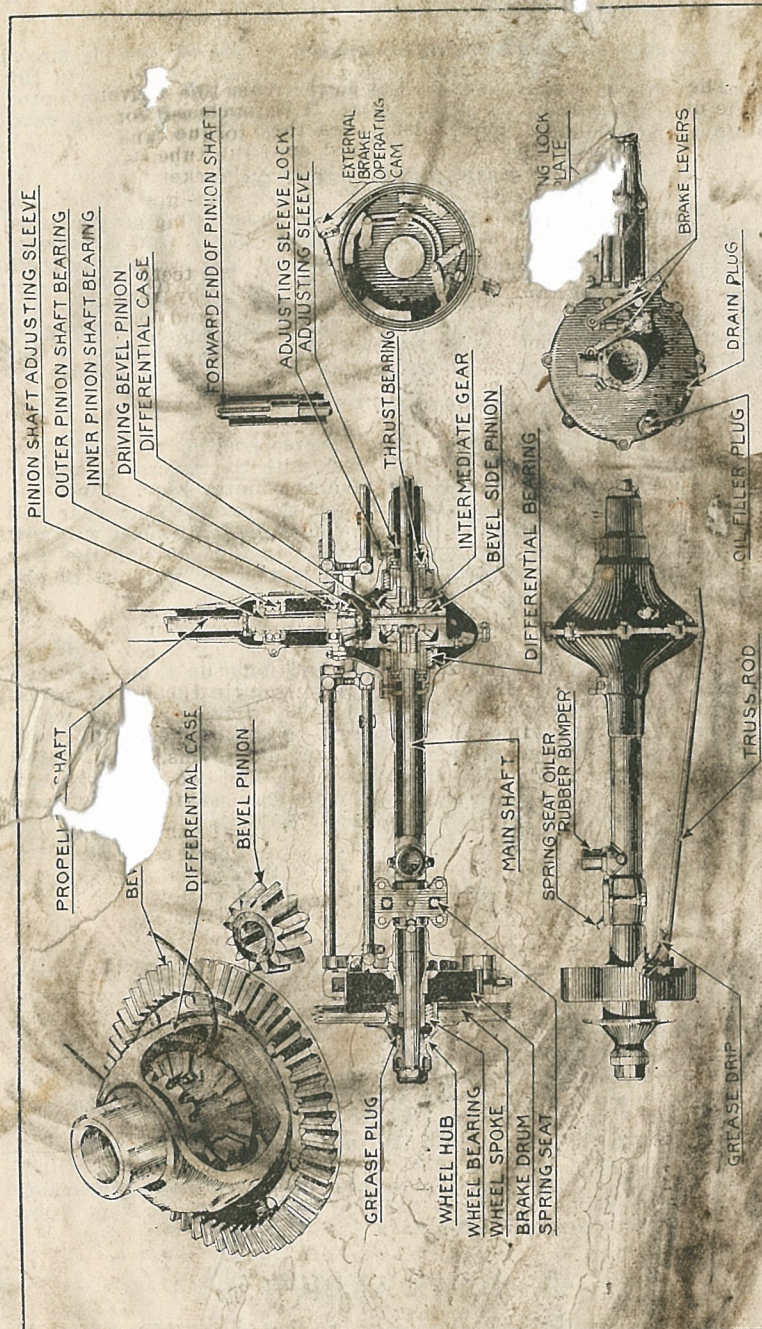 PINION SHAFT ADJUSTING SLEEVE
OUTER PINION SHAFT BEARING
INNER PINION SHAFT BEARING
DRIVING BEVEL PINION
DIFFERENTIAL CASE
FORWARD END OF PINION SHAFT
ADJUSTING SLEEVE LOCK
ADJUSTING SLEEVE
EXTERNAL
BRAKE
OPERATING
CAM
LOCK
BRAKE LEVERS
THRUST BEARING
INTERMEDIATE GEAR
BEVEL SIDE PINION
DIFFERENTIAL BEARING
DRAIN PLUG
OIL FILLER PLUG
SHAFT
DIFFERENTIAL CASE
BEVEL PINION
MAIN SHAFT
SPRING SEAT OILER
RUBBER BUMPER
TRUSS ROD
GREASE PLUG
WHEEL HUB
WHEEL BEARING
WHEEL SPOKE
BRAKE DRUM
SPRING SEAT
GREASE DRIP